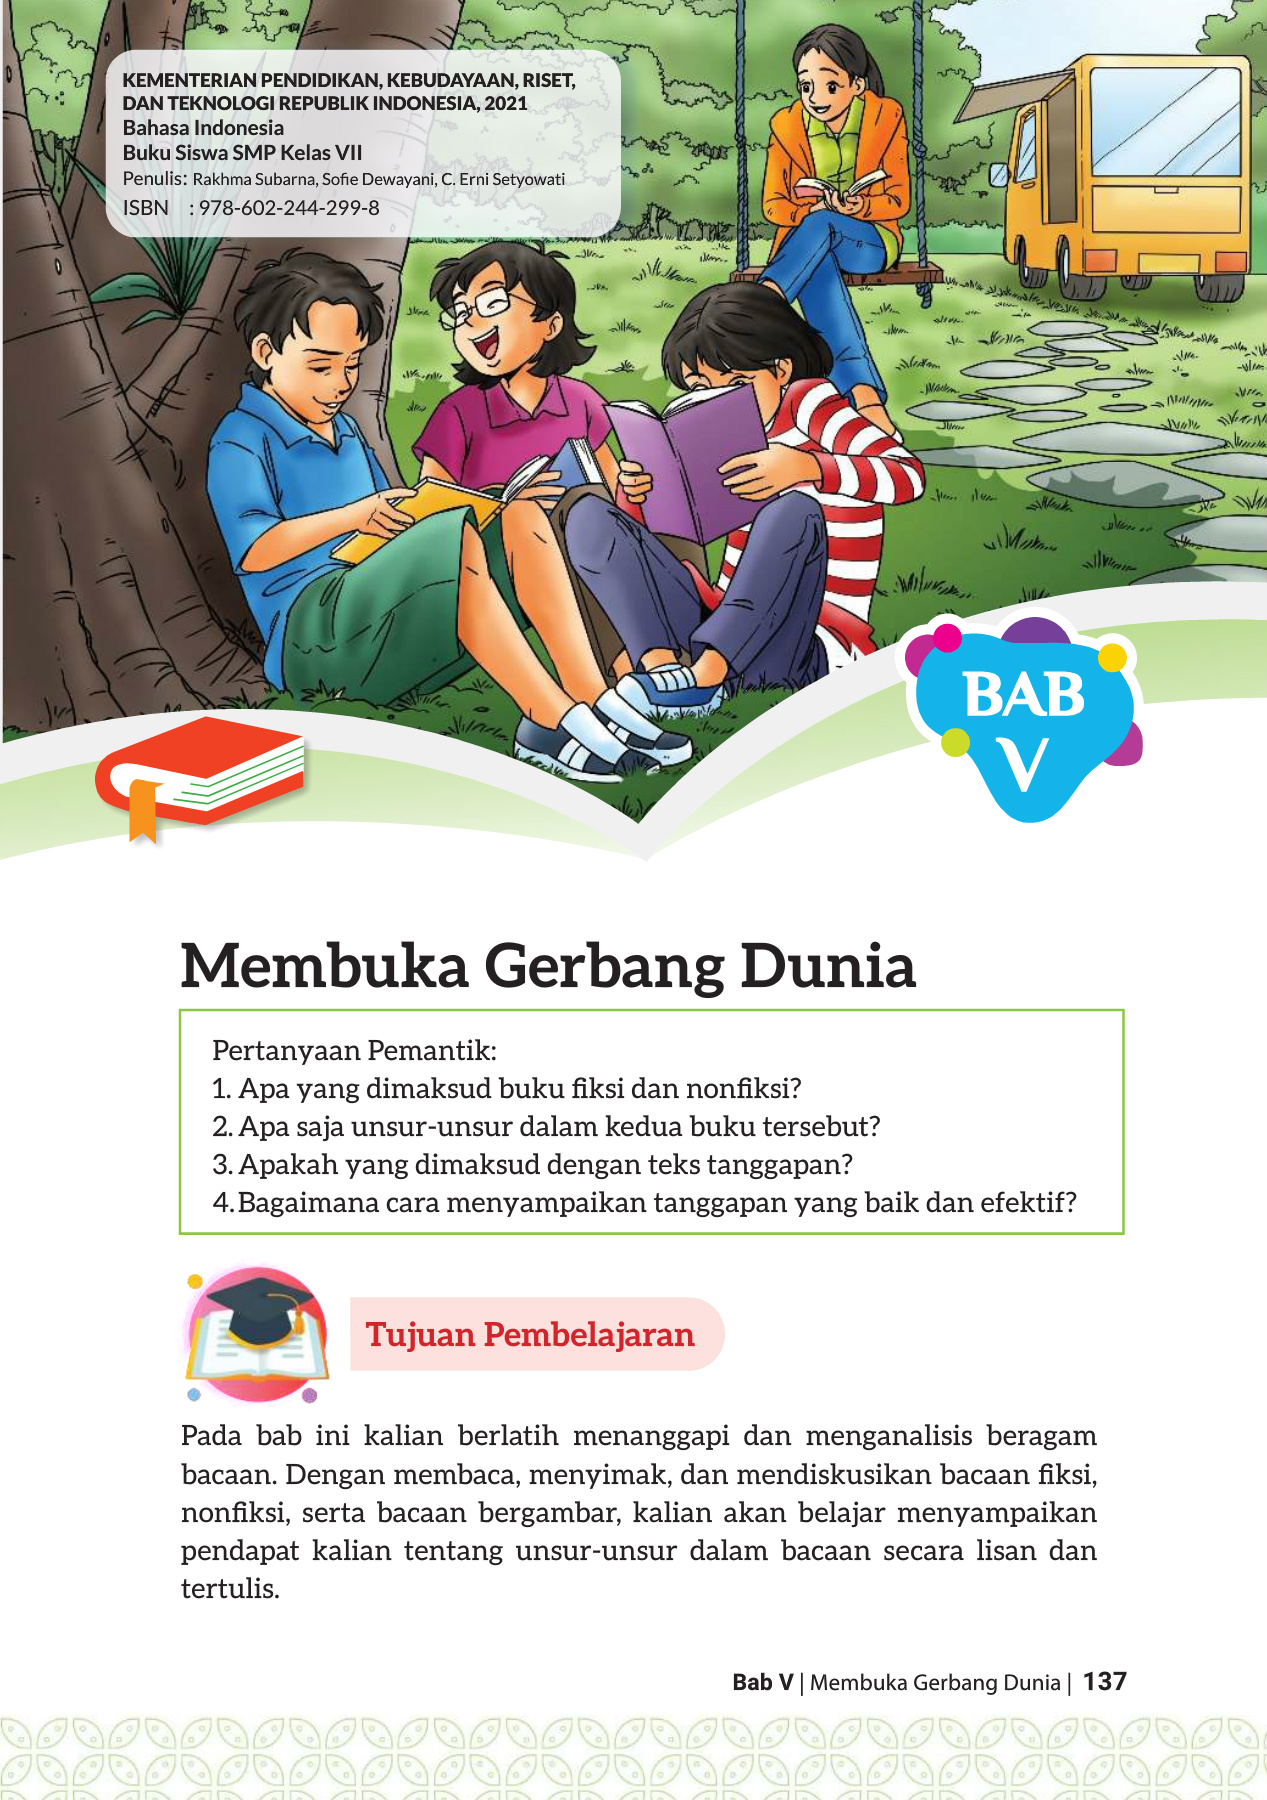 KEMENTERIAN PENDIDIKAN, KEBUDAYAAN, RISET,
DAN TEKNOLOGI REPUBLIK INDONESIA, 2021
Bahasa Indonesia
Buku Siswa SMP Kelas VII
Penulis: Rakhma Subarna, Sofie Dewayani, C. Erni Setyowati
ISBN : 978-602-244-299-8
BAB
V
Membuka Gerbang Dunia
Pertanyaan Pemantik:
1. Apa yang dimaksud buku fiksi dan nonfiksi?
2. Apa saja unsur-unsur dalam kedua buku tersebut?
3. Apakah yang dimaksud dengan teks tanggapan?
4. Bagaimana cara menyampaikan tanggapan yang baik dan efektif?
Tujuan Pembelajaran
Pada bab ini kalian berlatih menanggapi dan menganalisis beragam
bacaan. Dengan membaca, menyimak, dan mendiskusikan bacaan fiksi,
nonfiksi, serta bacaan bergambar, kalian akan belajar menyampaikan
pendapat kalian tentang unsur-unsur dalam bacaan secara lisan dan
tertulis.
Bab V | Membuka Gerbang Dunia | 137